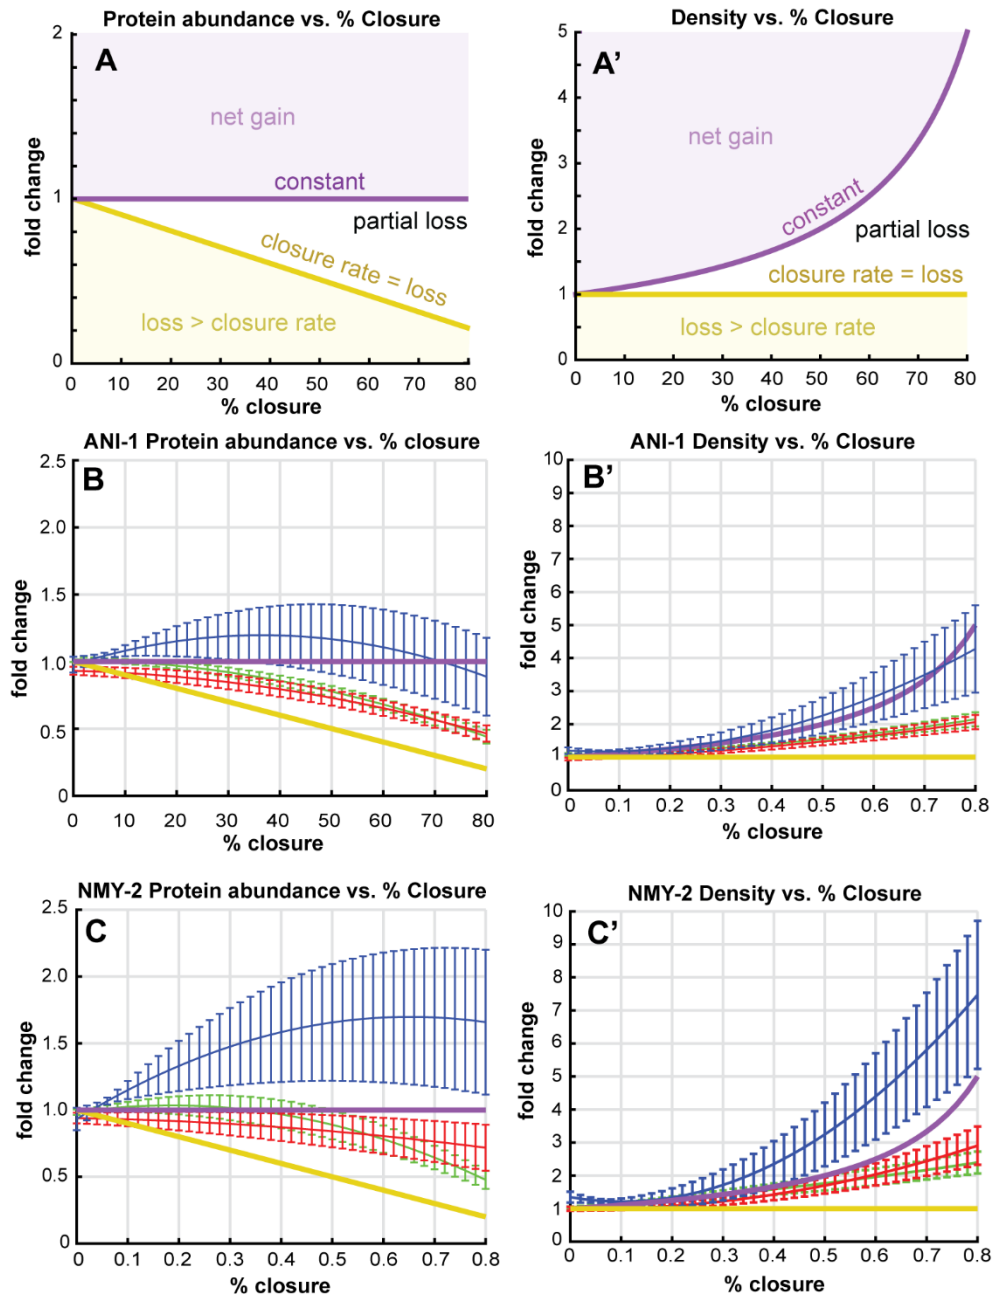 Protein abundance vs. % Closure
A
fold change
2
1
0
net gain
constant
partial loss
closure rate = loss
loss > closure rate
0 10 20 30 40 50 60 70 80
% closure
Density vs. % Closure
A’
fold change
5
4
3
2
1
0
net gain
constant
partial loss
closure rate = loss
loss > closure rate
0 10 20 30 40 50 60 70 80
% closure
ANI-1 Protein abundance vs. % closure
B
fold change
2.5
2.0
1.5
1.0
0.5
0
0 10 20 30 40 50 60 70 80
% closure
ANI-1 Density vs. % Closure
B’
fold change
10
9
8
7
6
5
4
3
2
1
0
0 0.1 0.2 0.3 0.4 0.5 0.6 0.7 0.8
% closure
NMY-2 Protein abundance vs. % Closure
C
fold change
2.5
2.0
1.5
1.0
0.5
0
0 0.1 0.2 0.3 0.4 0.5 0.6 0.7 0.8
% closure
NMY-2 Density vs. % Closure
C’
fold change
10
9
8
7
6
5
4
3
2
1
0
0 0.1 0.2 0.3 0.4 0.5 0.6 0.7 0.8
% closure